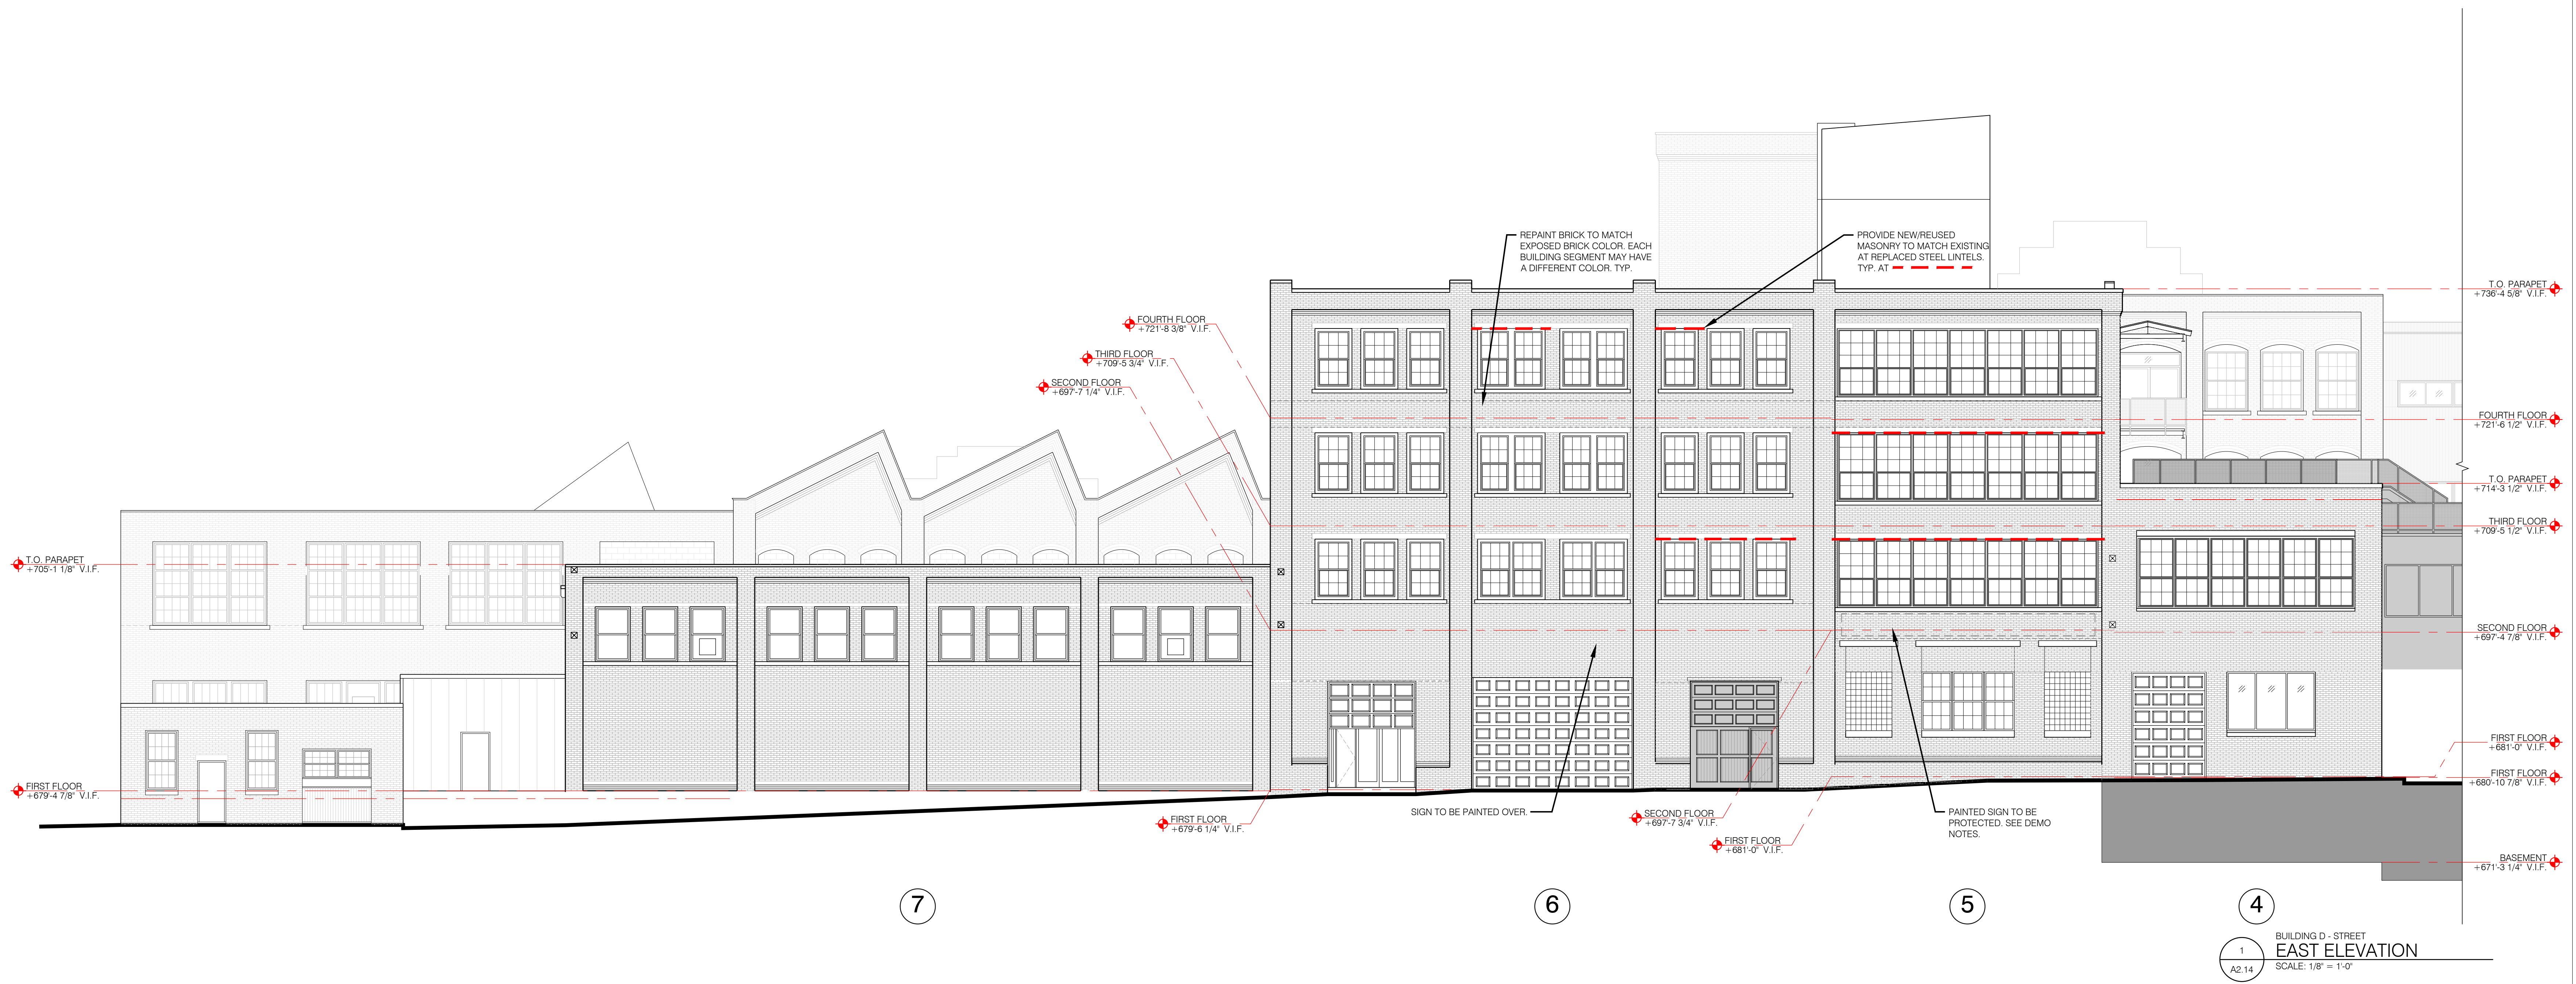 REPAINT BRICK TO MATCH
EXPOSED BRICK COLOR. EACH
BUILDING SEGMENT MAY HAVE
A DIFFERENT COLOR. TYP.
PROVIDE NEW/REUSED
MASONRY TO MATCH EXISTING
AT REPLACED STEEL LINTELS.
TYP. AT
T.O. PARAPET
+736'-4 5/8" V.I.F.
FOURTH FLOOR
+721'-8 3/8" V.I.F.
THIRD FLOOR
+709'-5 3/4" V.I.F.
SECOND FLOOR
+697'-7 1/4" V.I.F.
FOURTH FLOOR
+721'-6 1/2" V.I.F.
T.O. PARAPET
+714'-3 1/2" V.I.F.
THIRD FLOOR
+709'-5 1/2" V.I.F.
T.O. PARAPET
+705'-1 1/8" V.I.F.
SECOND FLOOR
+697'-4 7/8" V.I.F.
FIRST FLOOR
+681'-0" V.I.F.
FIRST FLOOR
+680'-10 7/8" V.I.F.
FIRST FLOOR
+679'-4 7/8" V.I.F.
FIRST FLOOR
+679'-6 1/4" V.I.F.
SIGN TO BE PAINTED OVER.
SECOND FLOOR
+697'-7 3/4" V.I.F.
FIRST FLOOR
+681'-0" V.I.F.
PAINTED SIGN TO BE
PROTECTED. SEE DEMO
NOTES.
BASEMENT
+671'-3 1/4" V.I.F.
7
6
5
4
1
A2.14
BUILDING D - STREET
EAST ELEVATION
SCALE: 1/8" = 1'-0"